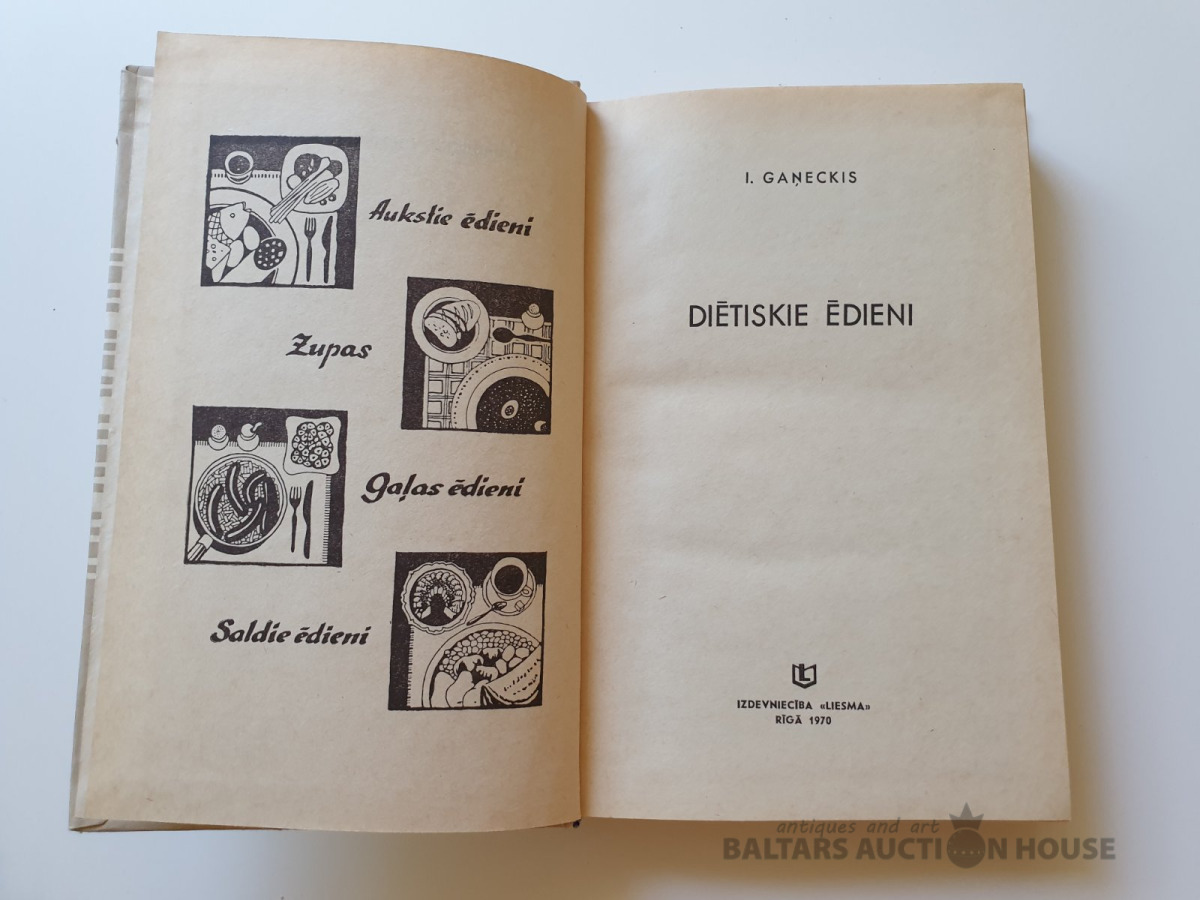 Aukstie ēdieni
Zupas
Gaļas ēdieni
Saldie ēdieni
I. GAŅECKIS
DIĒTISKIE ĒDIENI
L
IZDEVNIECĪBA «LIESMA»
RĪGĀ 1970
antiques and art
BALTARS AUCTION HOUSE